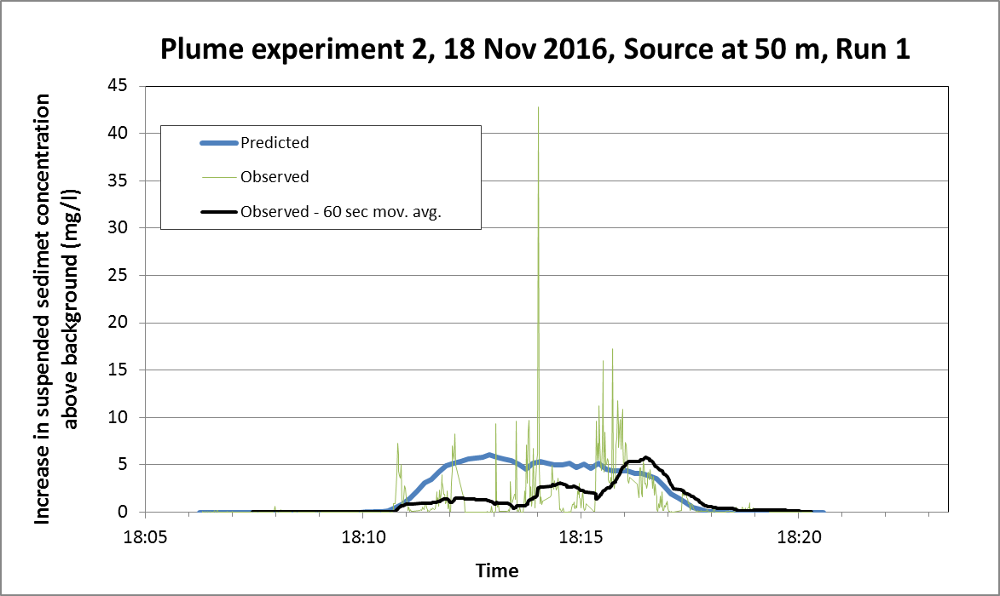 Plume experiment 2, 18 Nov 2016, Source at 50 m, Run 1
Increase in suspended sedimet concentration
above background (mg/l)
45
40
35
30
25
20
15
10
5
0
Predicted
Observed
Observed - 60 sec mov. avg.
18:05
18:10
18:15
18:20
Time